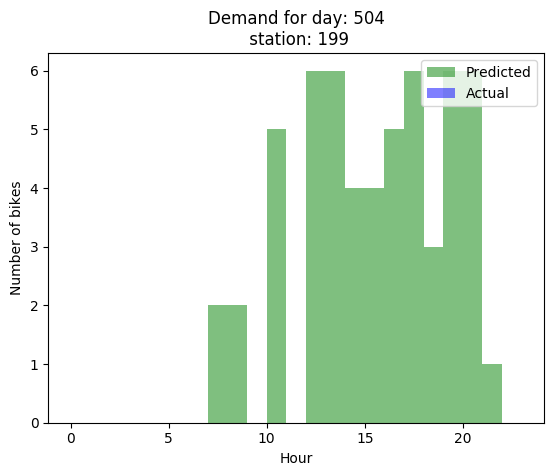 Demand for day: 504
station: 199
Predicted
Actual
Number of bikes
6
5
4
3
2
1
0
0 5 10 15 20
Hour